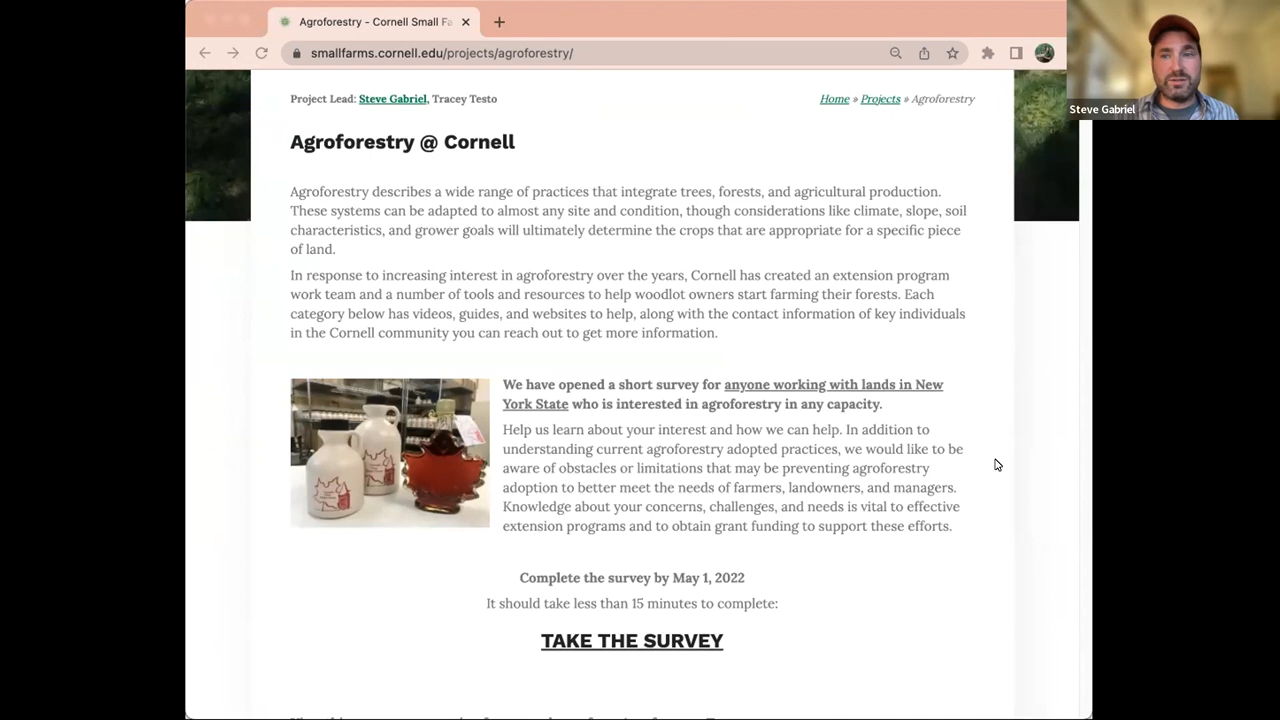 Agroforestry - Cornell Small Fa
smallfarms.cornell.edu/projects/agroforestry/
Steve Gabriel
Project Lead: Steve Gabriel, Tracey Testo
Home » Projects » Agroforestry
Agroforestry @ Cornell
Agroforestry describes a wide range of practices that integrate trees, forests, and agricultural production.
These systems can be adapted to almost any site and condition, though considerations like climate, slope, soil
characteristics, and grower goals will ultimately determine the crops that are appropriate for a specific piece
of land.
In response to increasing interest in agroforestry over the years, Cornell has created an extension program
work team and a number of tools and resources to help woodlot owners start farming their forests. Each
category below has videos, guides, and websites to help, along with the contact information of key individuals
in the Cornell community you can reach out to get more information.
We have opened a short survey for anyone working with lands in New
York State who is interested in agroforestry in any capacity.
Help us learn about your interest and how we can help. In addition to
understanding current agroforestry adopted practices, we would like to be
aware of obstacles or limitations that may be preventing agroforestry
adoption to better meet the needs of farmers, landowners, and managers.
Knowledge about your concerns, challenges, and needs is vital to effective
extension programs and to obtain grant funding to support these efforts.
Complete the survey by May 1, 2022
It should take less than 15 minutes to complete:
TAKE THE SURVEY